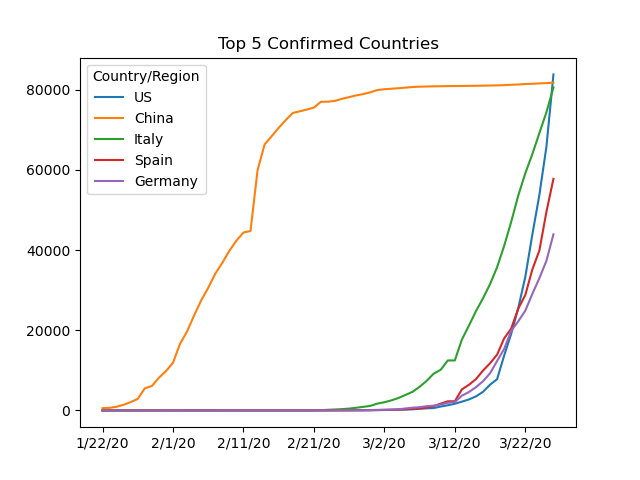 Top 5 Confirmed Countries
Country/Region
US
China
Italy
Spain
Germany
80000
60000
40000
20000
0
1/22/20
2/1/20
2/11/20
2/21/20
3/2/20
3/12/20
3/22/20